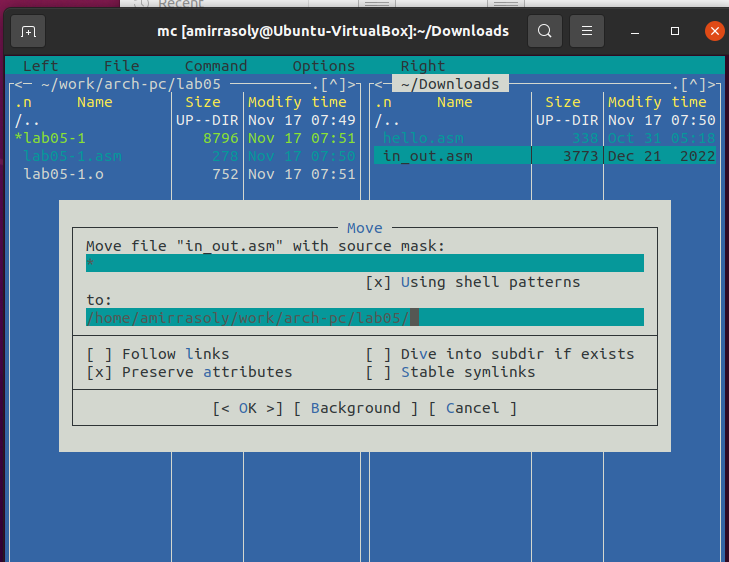 Recent
mc [amirrasoly@Ubuntu-VirtualBox]:~/Downloads
Left File Command Options Right
<─ ~/work/arch-pc/lab05 ─.[^]>
.n Name Size Modify time
/.. UP--DIR Nov 17 07:49
*lab05-1 8796 Nov 17 07:51
lab05-1.asm 278 Nov 17 07:50
lab05-1.o 752 Nov 17 07:51
<─ ~/Downloads ─.[^]>
.n Name Size Modify time
/.. UP--DIR Nov 17 07:50
hello.asm 338 Oct 31 05:18
in_out.asm 3773 Dec 21 2022
Move
Move file "in_out.asm" with source mask:
*
[x] Using shell patterns
to:
/home/amirrasoly/work/arch-pc/lab05/
[ ] Follow links [ ] Dive into subdir if exists
[x] Preserve attributes [ ] Stable symlinks
[< OK >] [ Background ] [ Cancel ]